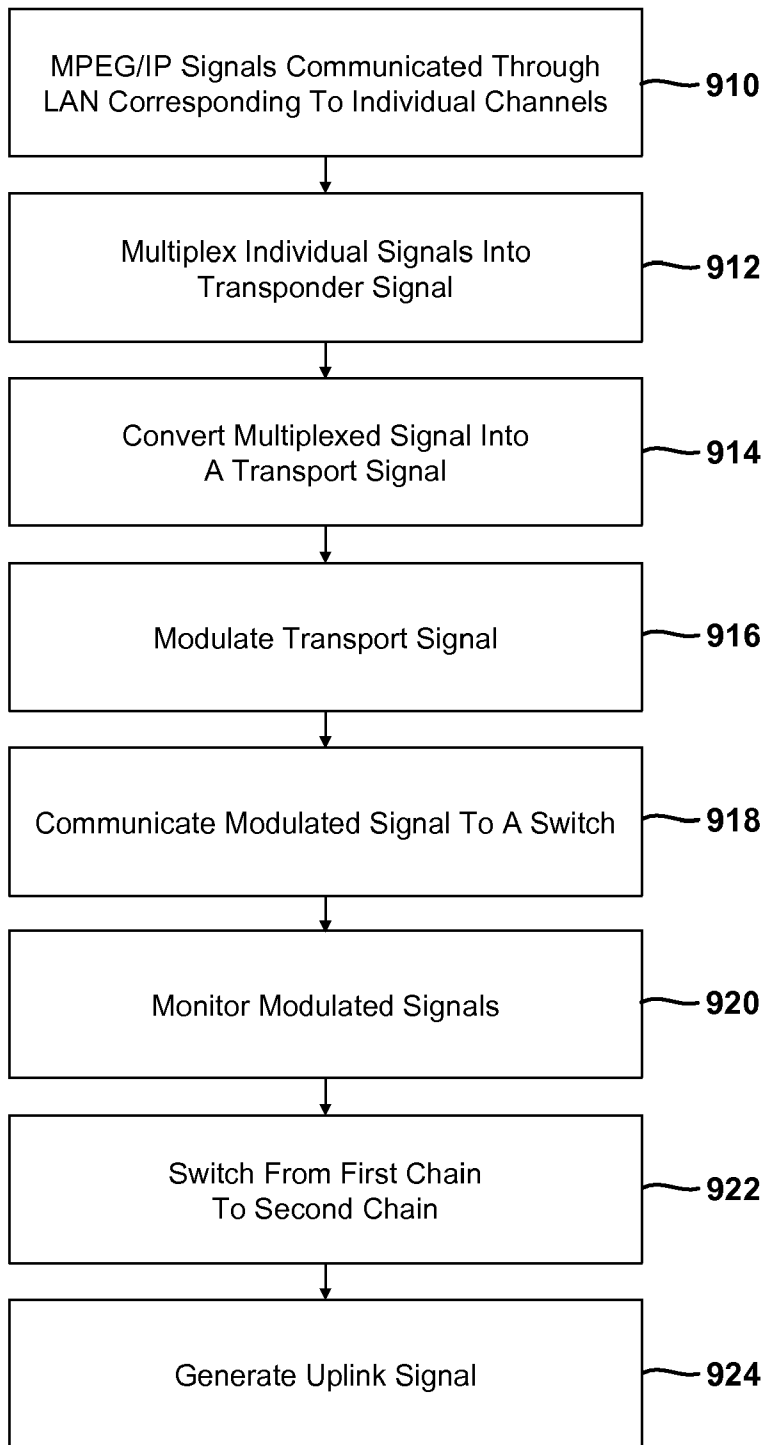 MPEG/IP Signals Communicated Through
LAN Corresponding To Individual Channels
910
Multiplex Individual Signals Into
Transponder Signal
912
Convert Multiplexed Signal Into
A Transport Signal
914
Modulate Transport Signal
916
Communicate Modulated Signal To A Switch
918
Monitor Modulated Signals
920
Switch From First Chain
To Second Chain
922
Generate Uplink Signal
924